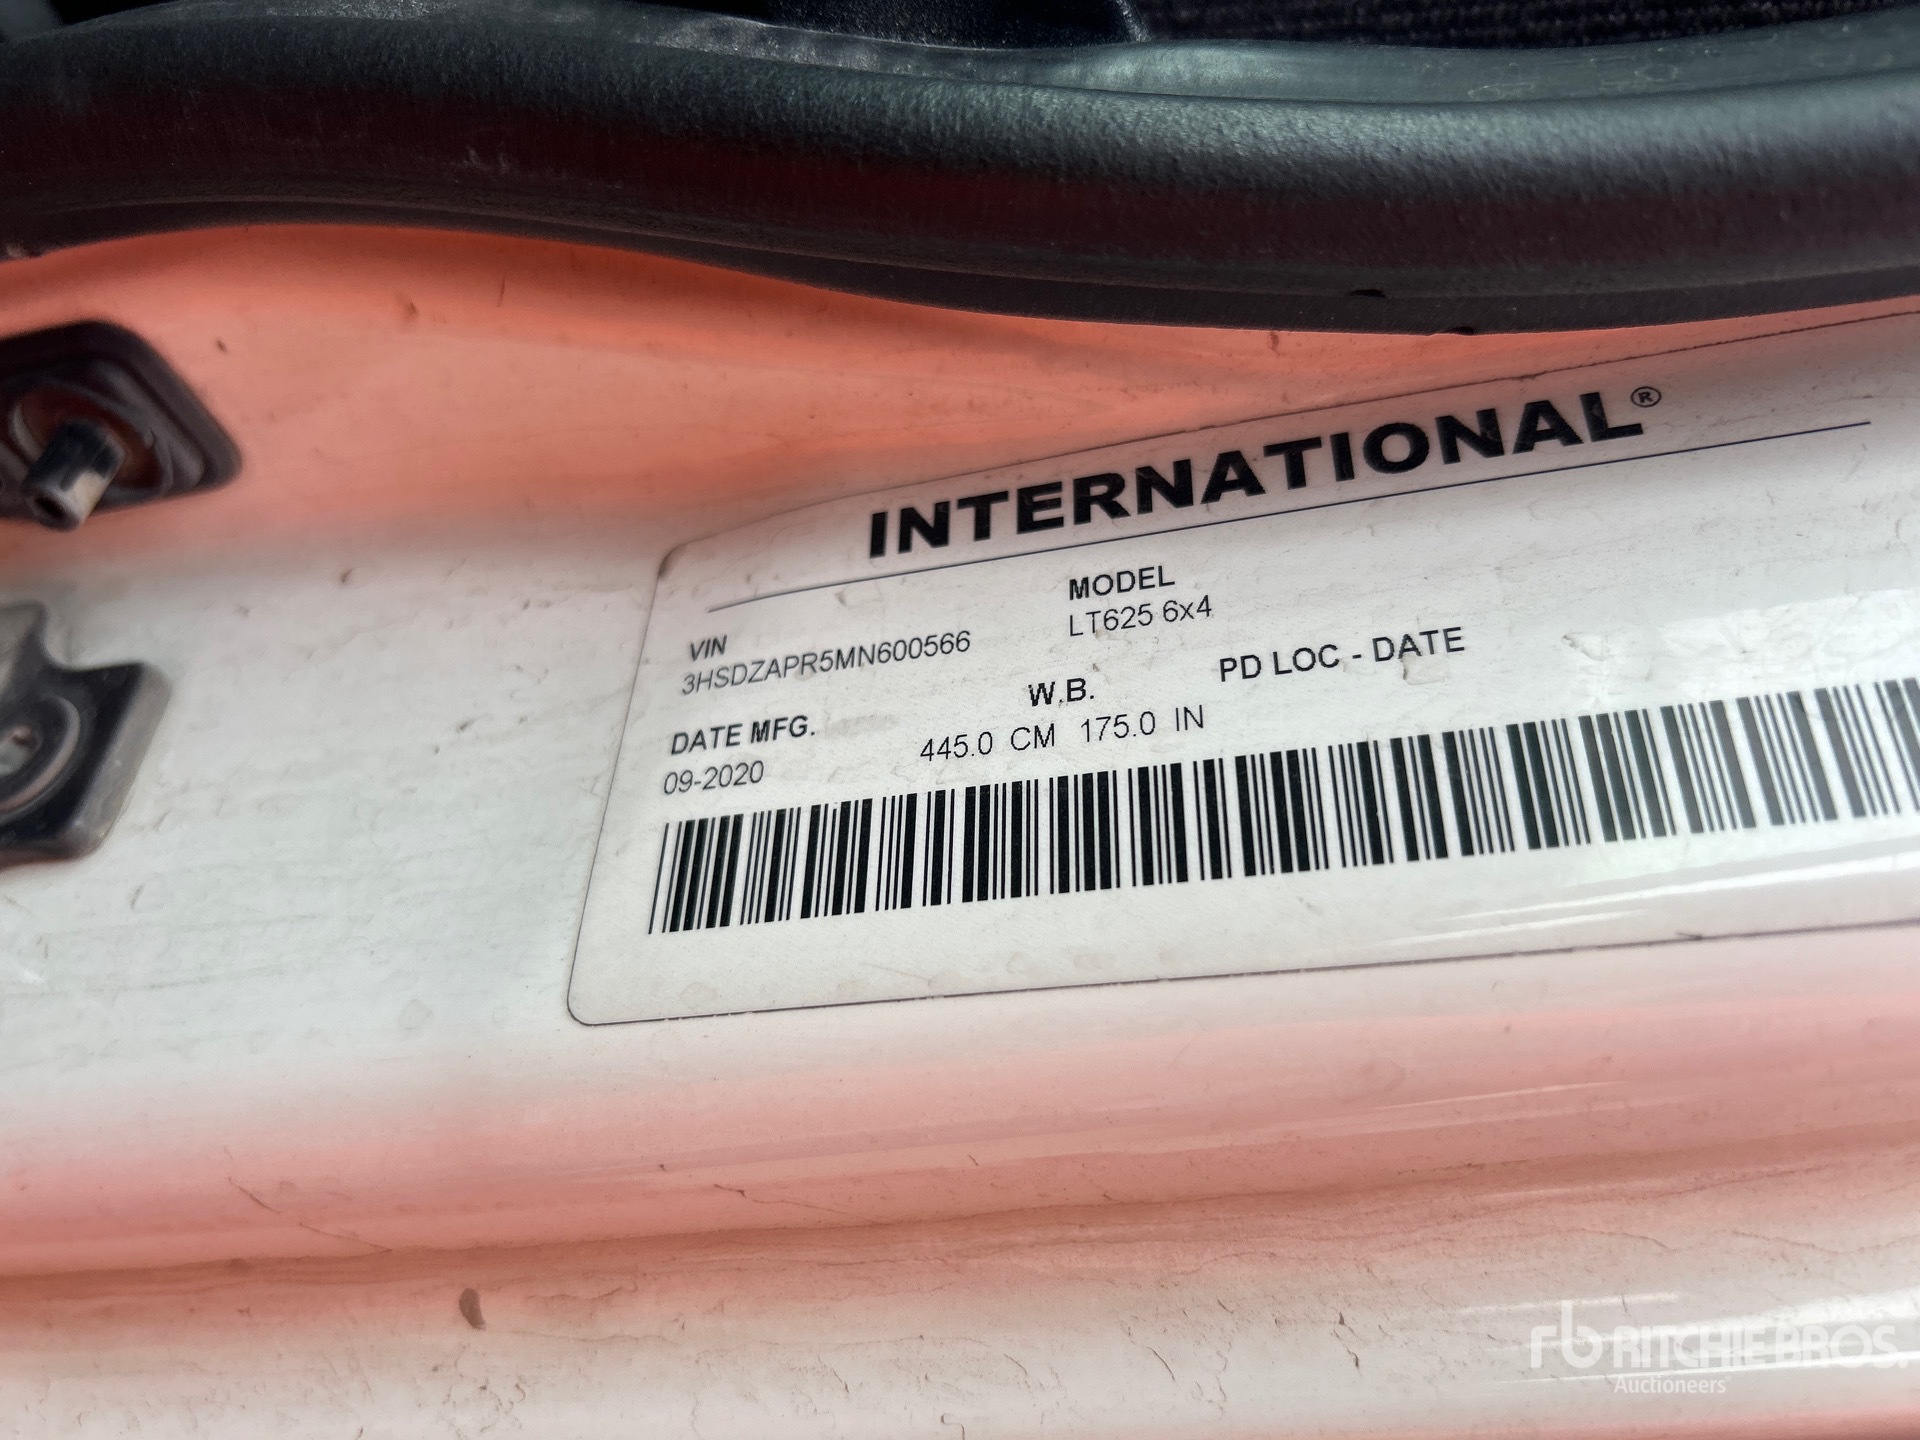 INTERNATIONAL®
VIN
3HSDZAPR5MN600566
MODEL
LT625 6x4
DATE MFG.
09-2020
W.B.
445.0 CM 175.0 IN
PD LOC - DATE
rb RITCHIE BROS.
Auctioneers